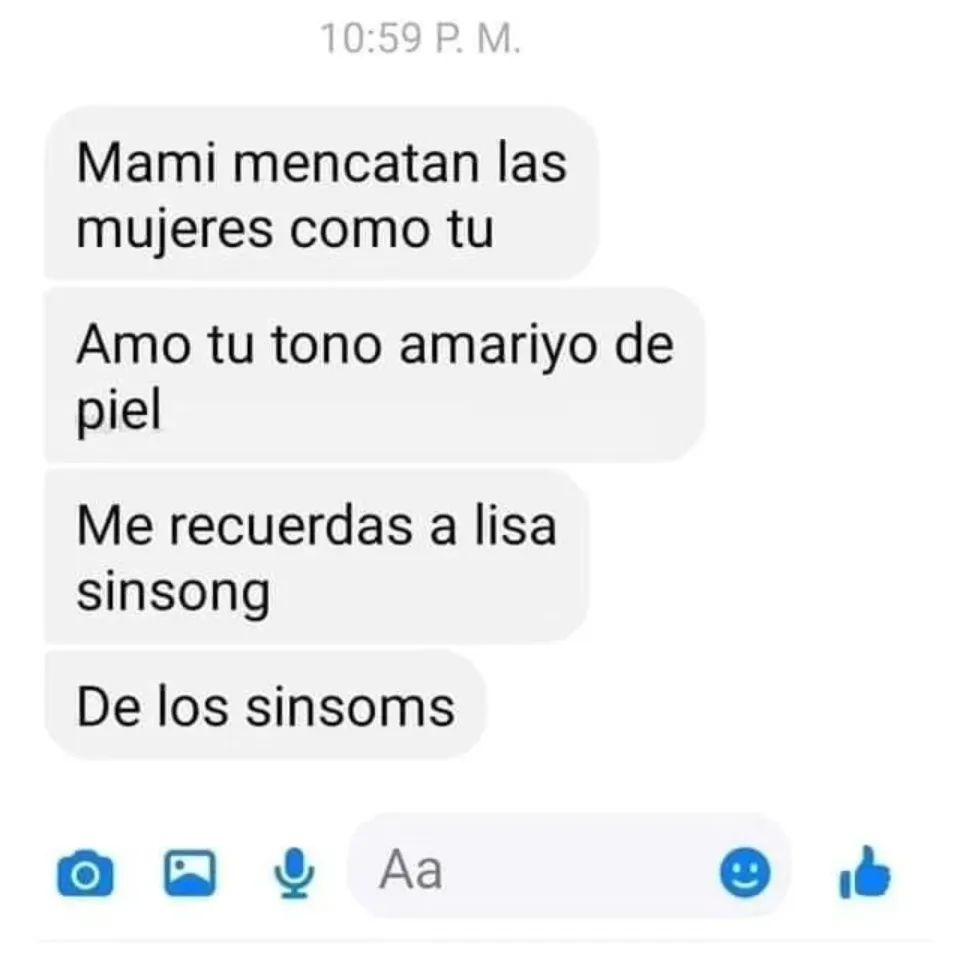 10:59 P. M.
Mami mencatan las
mujeres como tu
Amo tu tono amariyo de
piel
Me recuerdas a lisa
sinsong
De los sinsoms
Aa